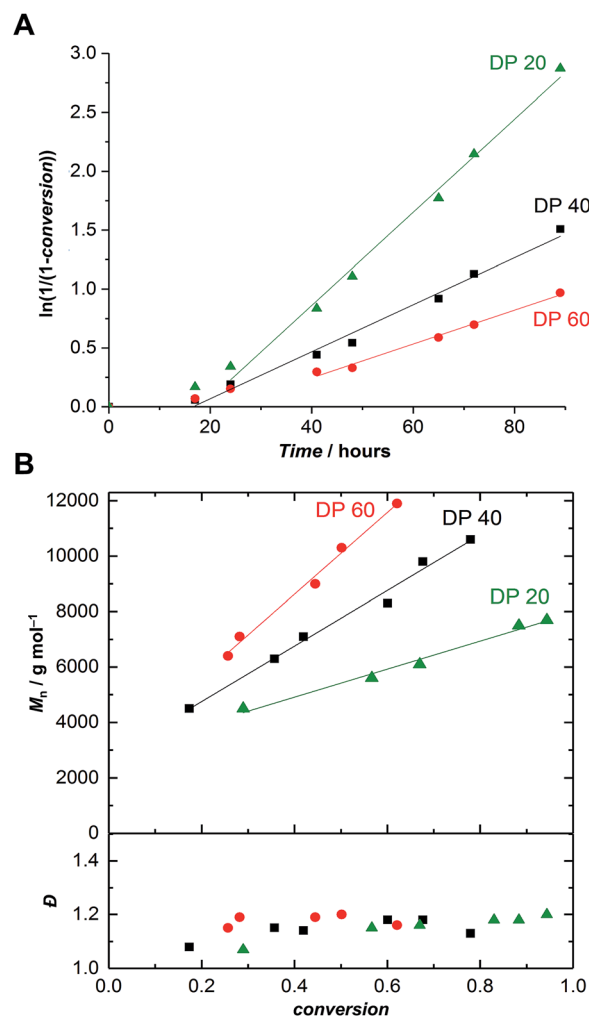 A
3.0
2.5
2.0
1.5
1.0
0.5
0.0
ln(1/(1-conversion))
DP 20
DP 40
DP 60
0
20
40
60
80
Time / hours
B
12000
10000
8000
6000
4000
2000
0
Mn / g mol–1
DP 60
DP 40
DP 20
1.4
1.2
1.0
Đ
0.0
0.2
0.4
0.6
0.8
1.0
conversion